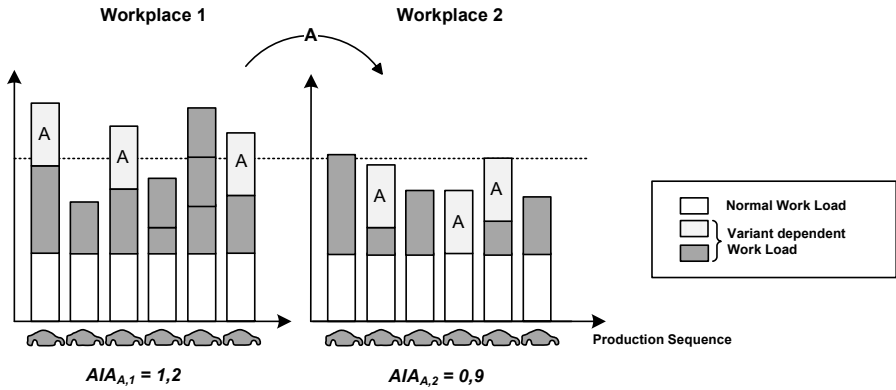 Workplace 1
Workplace 2
A
A
A
A
A
A
A
Normal Work Load
Variant dependent
Work Load
Production Sequence
AIA_A,1 = 1,2
AIA_A,2 = 0,9